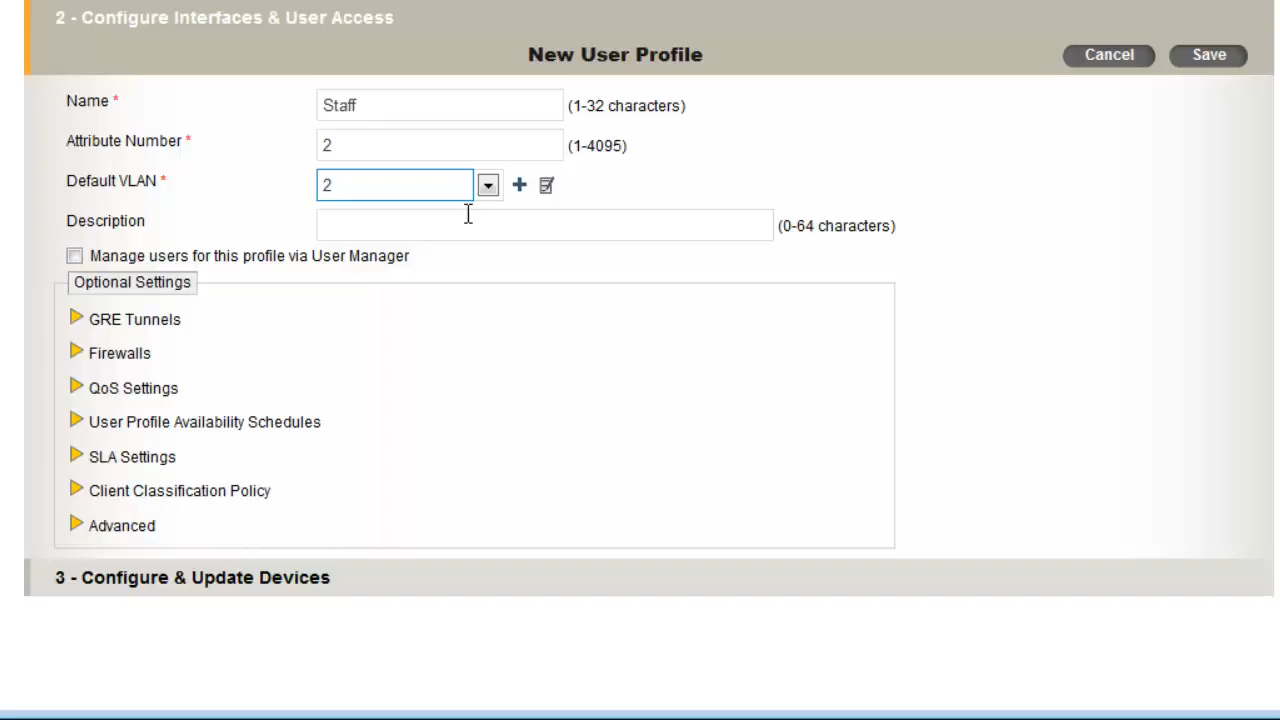 2 - Configure Interfaces & User Access
New User Profile
Cancel
Save
Name *
Staff
(1-32 characters)
Attribute Number *
2
(1-4095)
Default VLAN *
2
Description
(0-64 characters)
Manage users for this profile via User Manager
Optional Settings
GRE Tunnels
Firewalls
QoS Settings
User Profile Availability Schedules
SLA Settings
Client Classification Policy
Advanced
3 - Configure & Update Devices